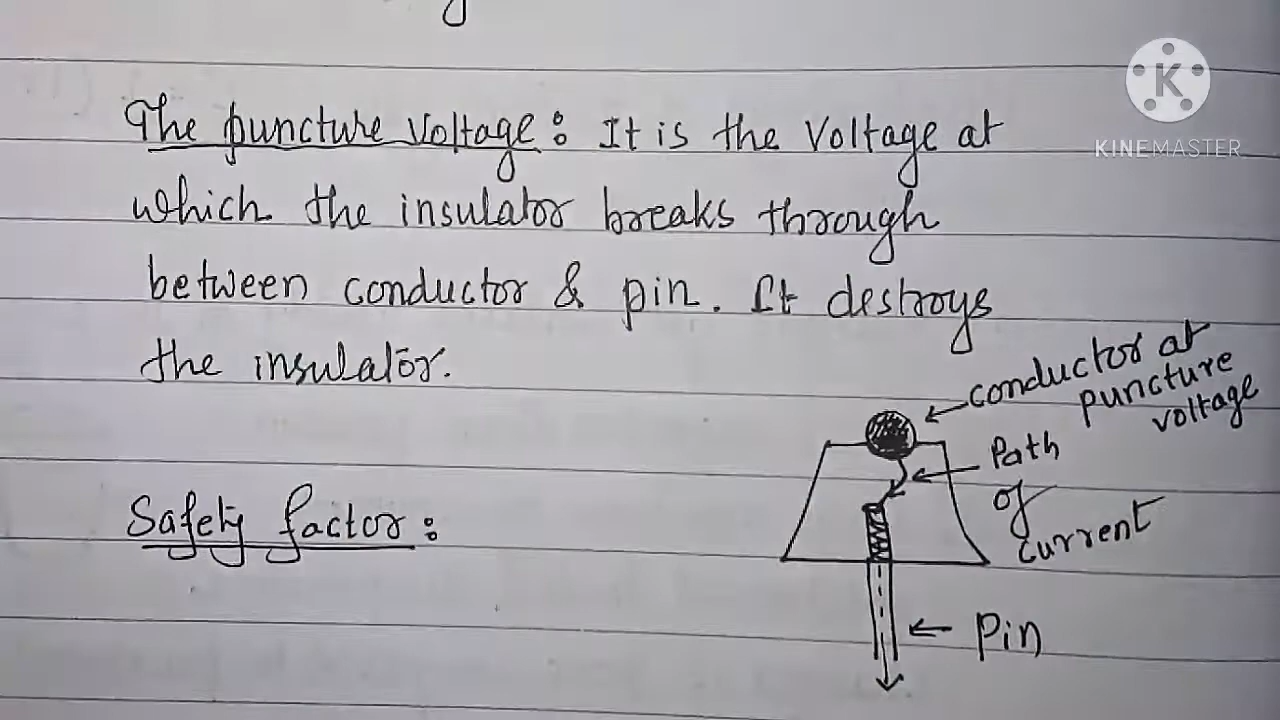 The puncture Voltage: It is the Voltage at
which the insulator breaks through
between conductor & pin. It destroys
the insulator.
conductor at
puncture
voltage
Path
of
current
Safety factor:
Pin
K
KINEMASTER